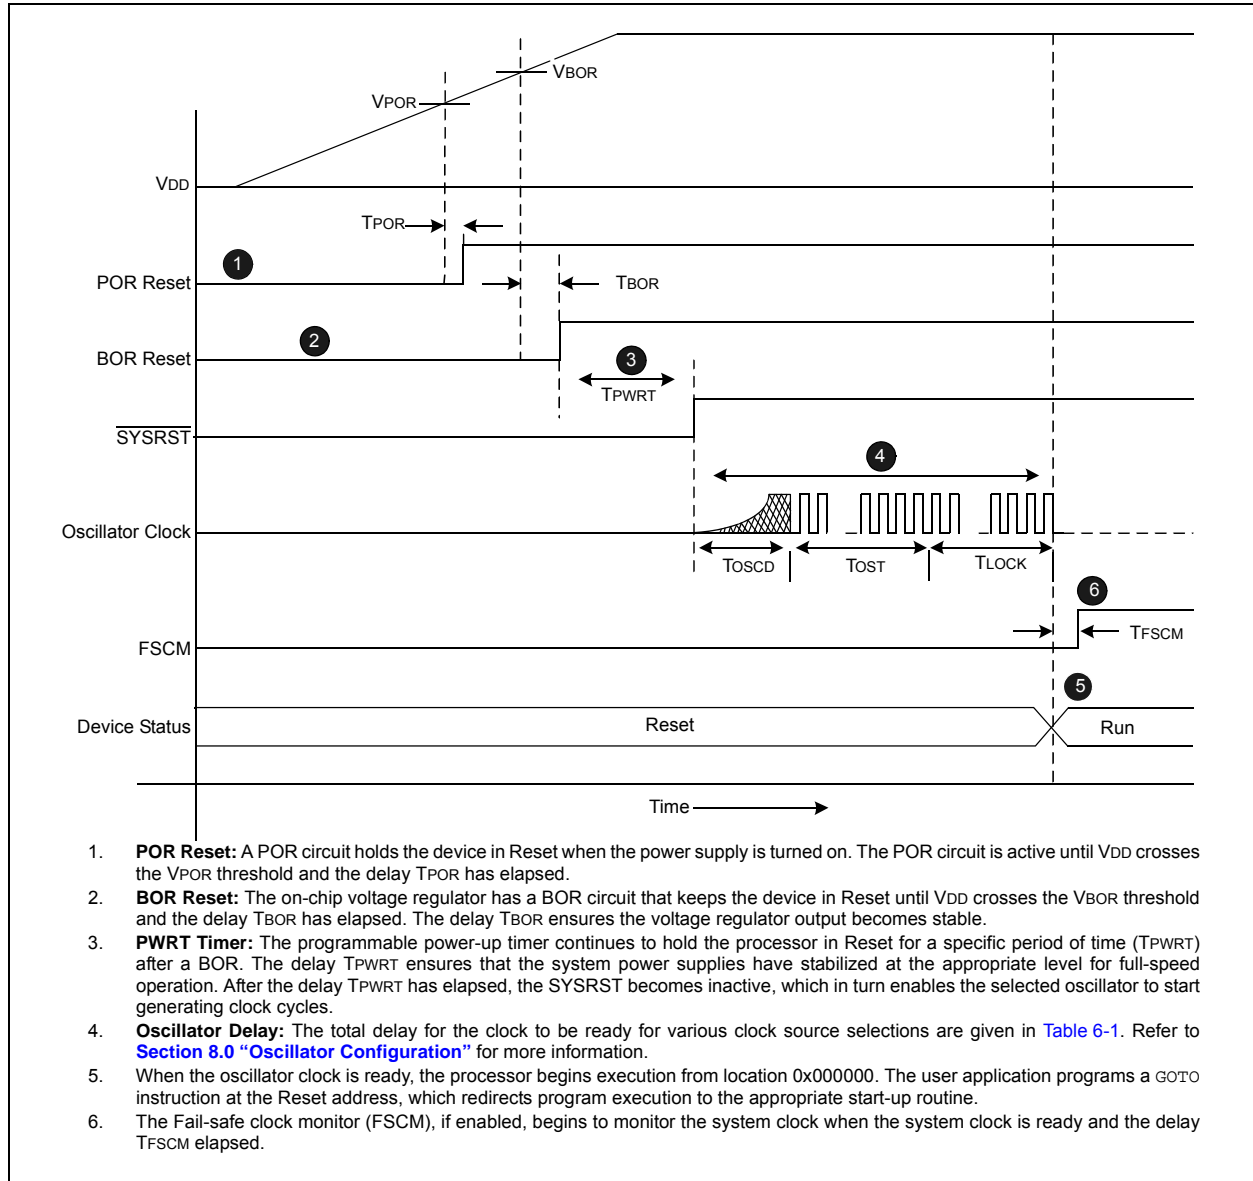 VBOR
VPOR
VDD
TPOR
1
POR Reset
TBOR
2
BOR Reset
3
TPWRT
SYSRST
4
Oscillator Clock
TOSCD
TOST
TLOCK
6
TFSCM
FSCM
5
Device Status
Reset
Run
Time
1. POR Reset: A POR circuit holds the device in Reset when the power supply is turned on. The POR circuit is active until VDD crosses
the VPOR threshold and the delay TPOR has elapsed.
2. BOR Reset: The on-chip voltage regulator has a BOR circuit that keeps the device in Reset until VDD crosses the VBOR threshold
and the delay TBOR has elapsed. The delay TBOR ensures the voltage regulator output becomes stable.
3. PWRT Timer: The programmable power-up timer continues to hold the processor in Reset for a specific period of time (TPWRT)
after a BOR. The delay TPWRT ensures that the system power supplies have stabilized at the appropriate level for full-speed
operation. After the delay TPWRT has elapsed, the SYSRST becomes inactive, which in turn enables the selected oscillator to start
generating clock cycles.
4. Oscillator Delay: The total delay for the clock to be ready for various clock source selections are given in Table 6-1. Refer to
Section 8.0 “Oscillator Configuration” for more information.
5. When the oscillator clock is ready, the processor begins execution from location 0x000000. The user application programs a GOTO
instruction at the Reset address, which redirects program execution to the appropriate start-up routine.
6. The Fail-safe clock monitor (FSCM), if enabled, begins to monitor the system clock when the system clock is ready and the delay
TFSCM elapsed.